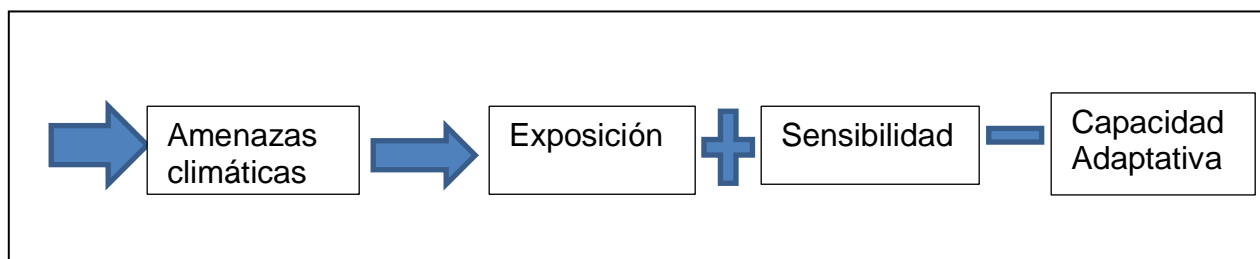 Amenazas
climáticas
Exposición
Sensibilidad
Capacidad
Adaptativa